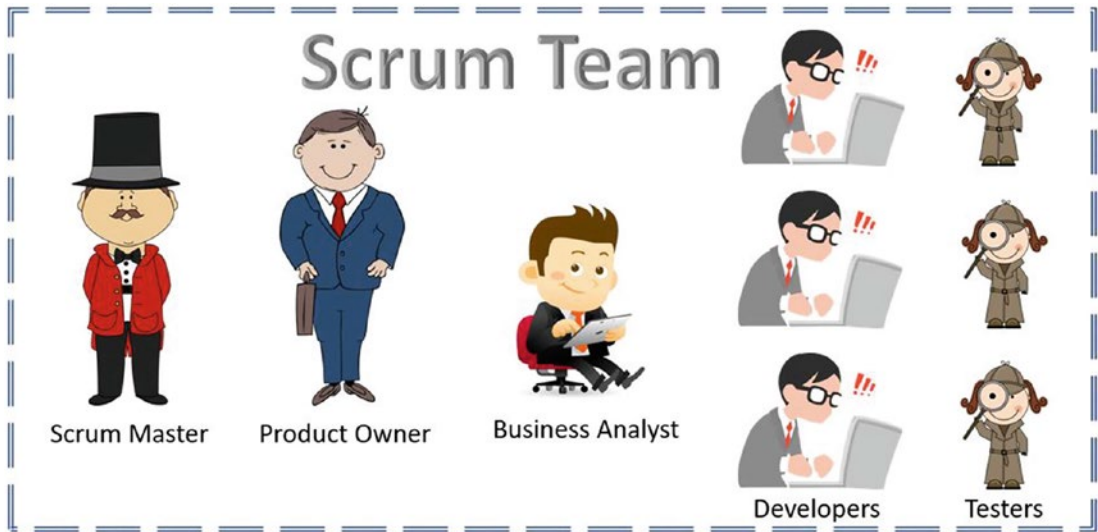 Scrum Team
Scrum Master
Product Owner
Business Analyst
!!!
!!!
!!!
Developers
Testers